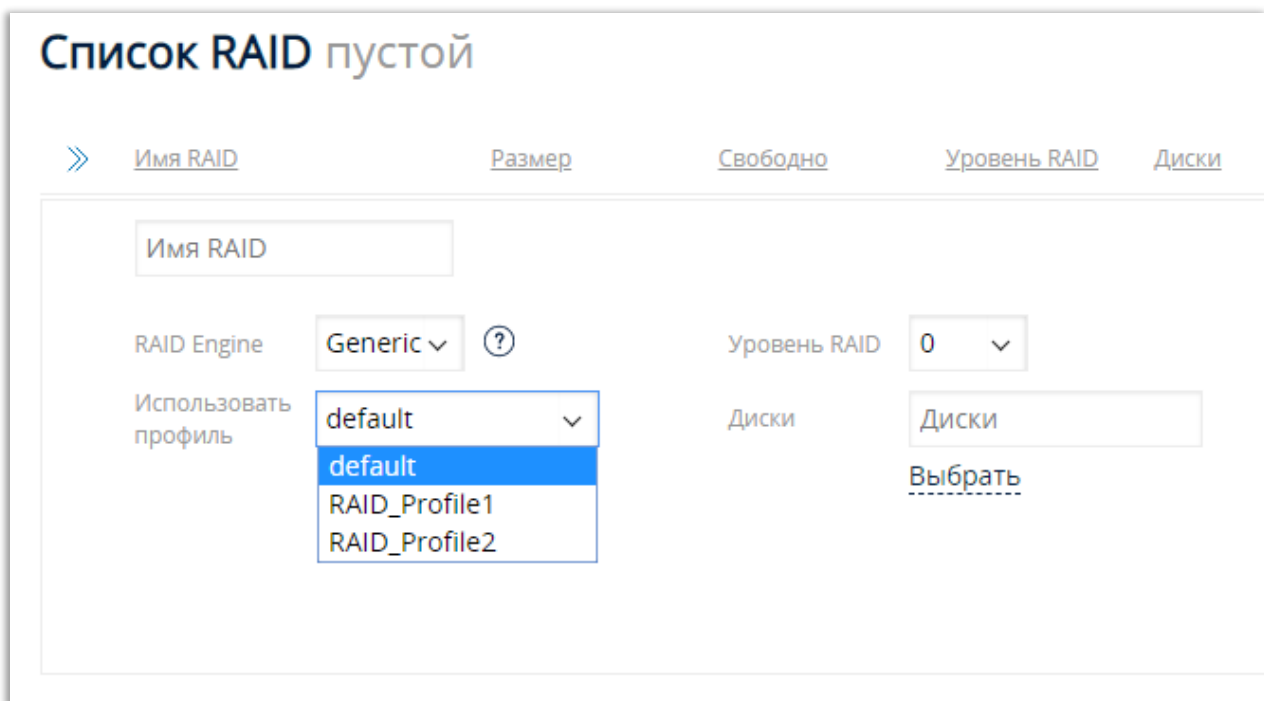 Список RAID пустой
Имя RAID Размер Свободно Уровень RAID Диски
Имя RAID
RAID Engine Generic ? Уровень RAID 0
Использовать профиль default Диски Диски
default
Выбрать
RAID_Profile1
RAID_Profile2